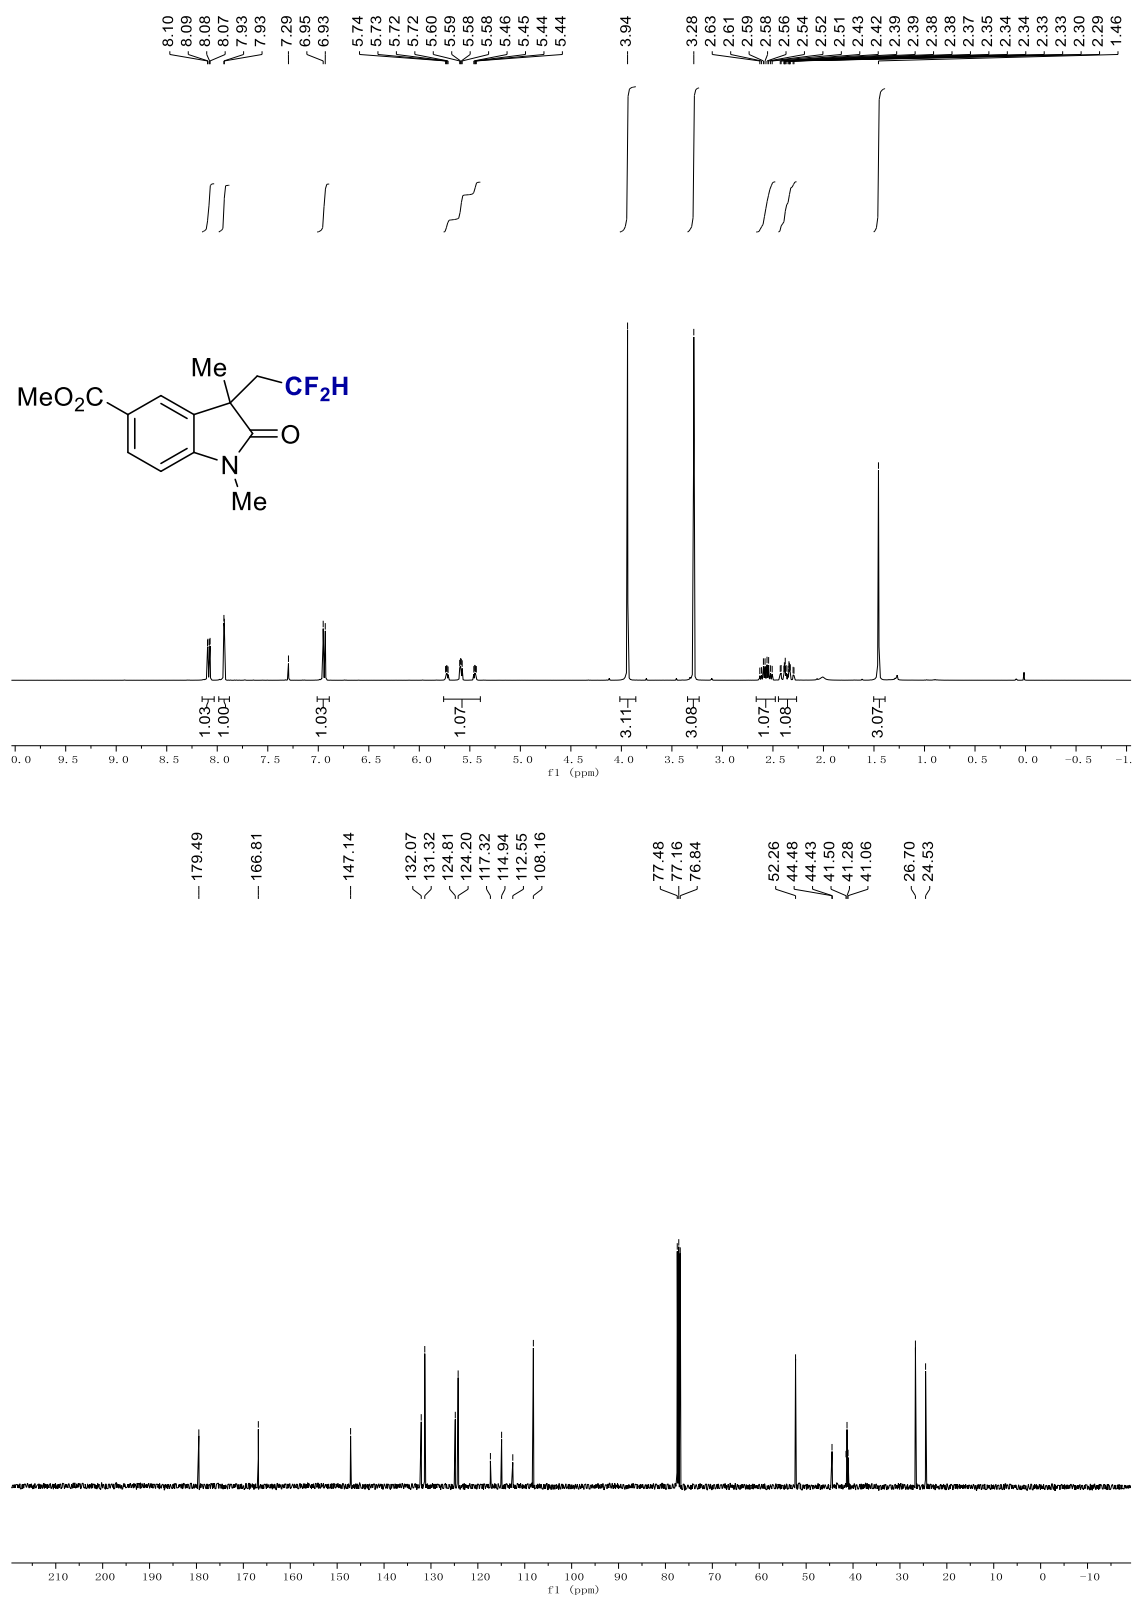 8.10 8.09 8.08 8.07 7.93 7.93 7.29 6.95 6.93 5.74 5.73 5.72 5.72 5.60 5.59 5.58 5.58 5.46 5.45 5.44 5.44 3.94 3.28 2.63 2.61 2.59 2.58 2.56 2.54 2.52 2.51 2.43 2.42 2.39 2.39 2.38 2.38 2.37 2.35 2.34 2.34 2.33 2.33 2.30 2.29 1.46
Me
CF2H
MeO2C
O
N
Me
1.03 1.00 1.03 1.07 3.11 3.08 1.07 1.08 3.07
0.0 9.5 9.0 8.5 8.0 7.5 7.0 6.5 6.0 5.5 5.0 4.5 4.0 3.5 3.0 2.5 2.0 1.5 1.0 0.5 0.0 -0.5 -1.
f1 (ppm)
179.49 166.81 147.14 132.07 131.32 124.81 124.20 117.32 114.94 112.55 108.16 77.48 77.16 76.84 52.26 44.48 44.43 41.50 41.28 41.06 26.70 24.53
210 200 190 180 170 160 150 140 130 120 110 100 90 80 70 60 50 40 30 20 10 0 -10
f1 (ppm)